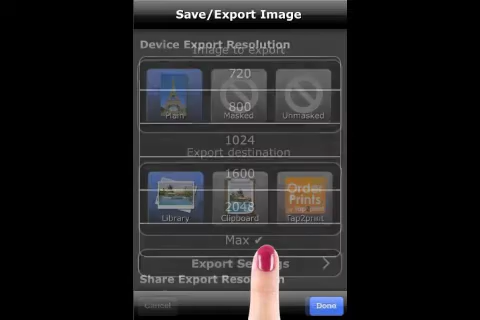 Save/Export Image
Device Export Resolution
Image to export
720
Plain Masked Unmasked
800
1024
Export destination
1600
Order
Prints
2048
Library Clipboard Tap2print
Max ✓
Export Settings
Share Export Resolution
Cancel Done